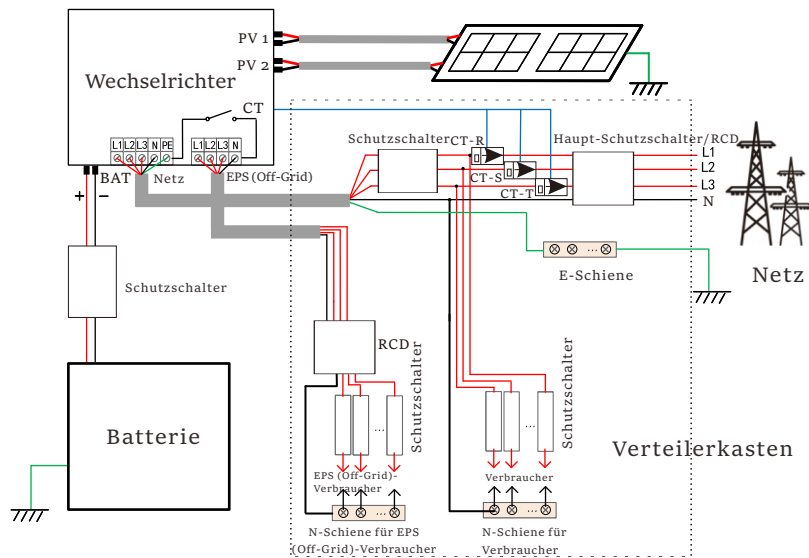 PV 1
PV 2
Wechselrichter
CT
L1 L2 L3 N PE
L1 L2 L3 N
BAT
Netz
EPS (Off-Grid)
+
–
Schutzschalter
Batterie
Schutzschalter
CT-R
CT-S
CT-T
Haupt-Schutzschalter/RCD
L1
L2
L3
N
Netz
E-Schiene
RCD
...
Schutzschalter
EPS (Off-Grid)-
Verbraucher
...
N-Schiene für EPS
(Off-Grid)-Verbraucher
...
Schutzschalter
Verbraucher
...
N-Schiene für
Verbraucher
Verteilerkasten